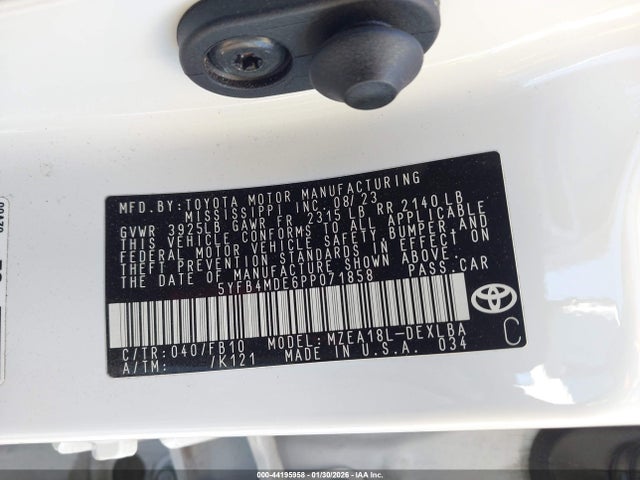 MFD.BY:TOYOTA MOTOR MANUFACTURING
MISSISSIPPI INC. 08/23
GVWR 3925LB GAWR FR 2315 LB RR 2140 LB
THIS VEHICLE CONFORMS TO ALL APPLICABLE
FEDERAL MOTOR VEHICLE SAFETY, BUMPER AND
THEFT PREVENTION STANDARDS IN EFFECT ON
THE DATE OF MANUFACTURE SHOWN ABOVE.
5YFB4MDE6PP071858 PASS.CAR
C/TR:040/FB10 MODEL:MZEA18L-DEXLBA
A/TM: /K121 MADE IN U.S.A. 034
C
000-44195958 - 01/30/2026 - IAA Inc.